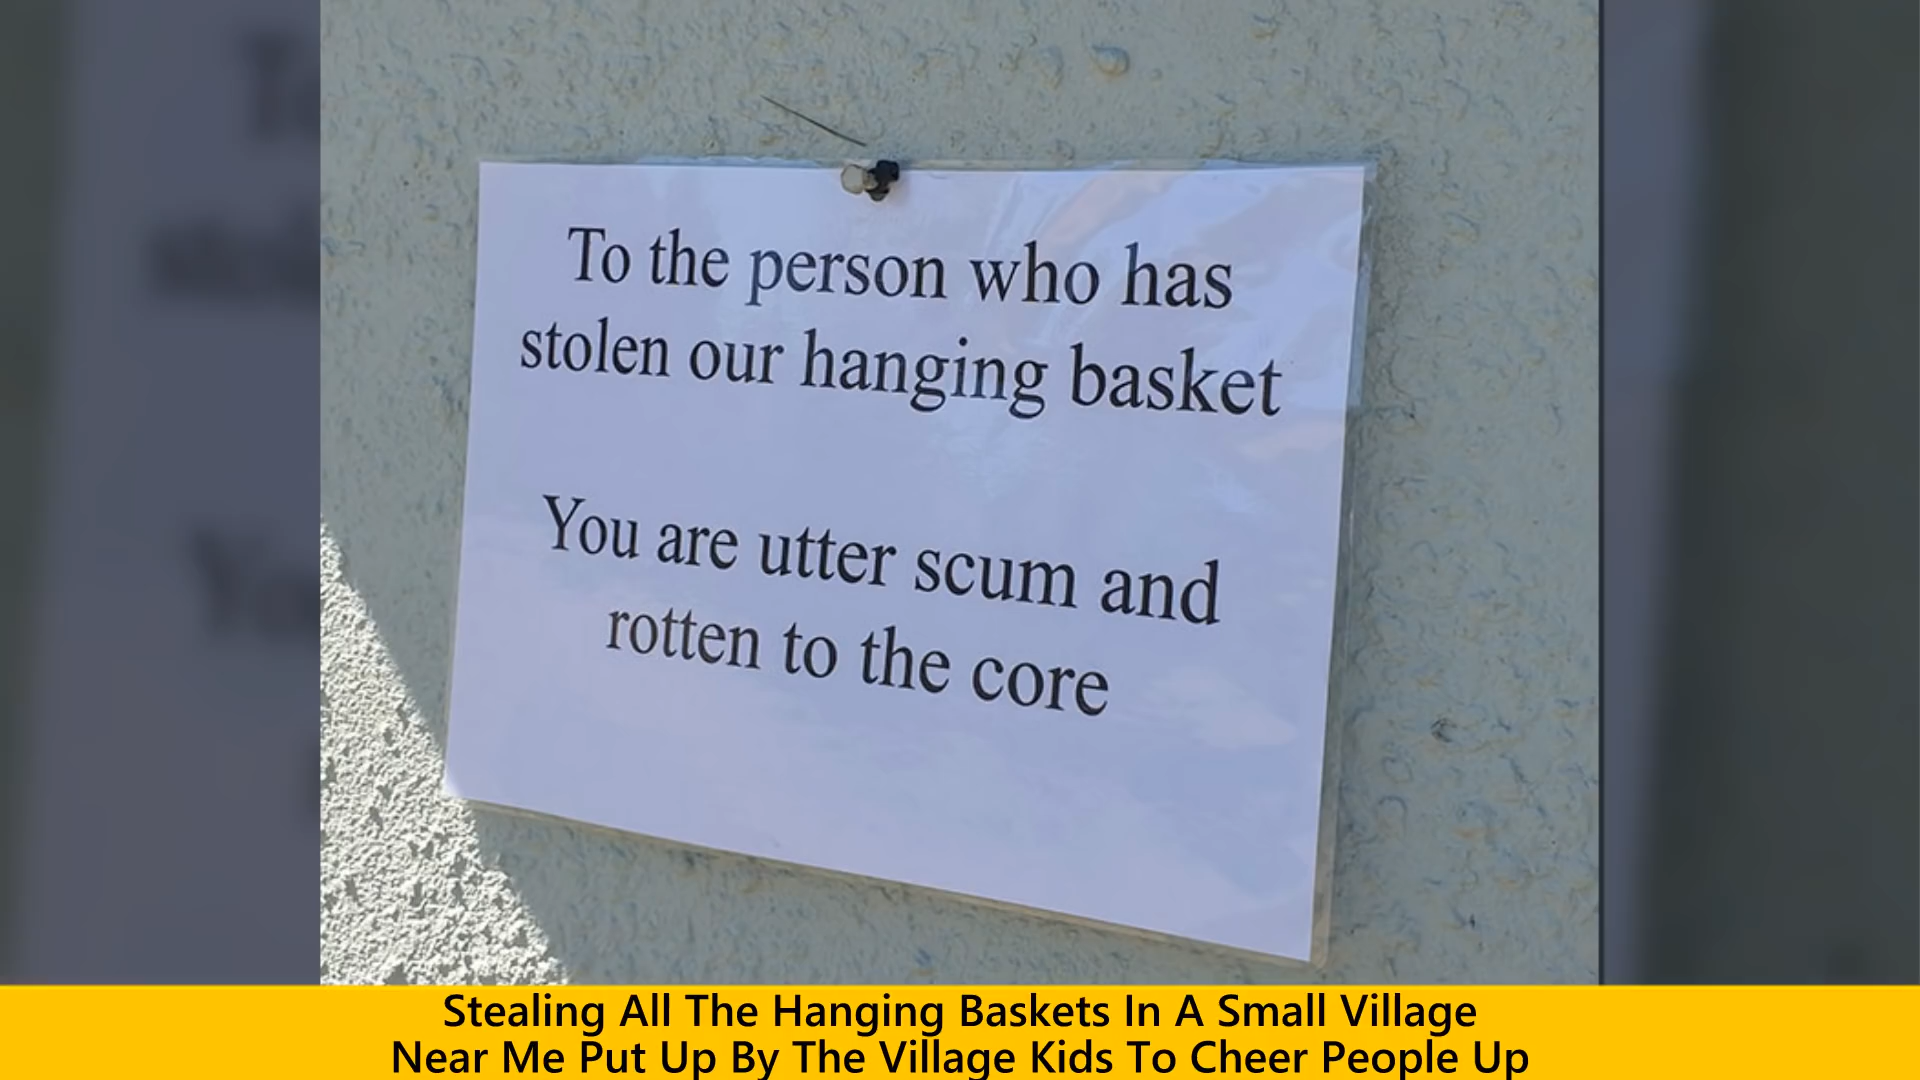 To the person who has
stolen our hanging basket
You are utter scum and
rotten to the core
Stealing All The Hanging Baskets In A Small Village
Near Me Put Up By The Village Kids To Cheer People Up